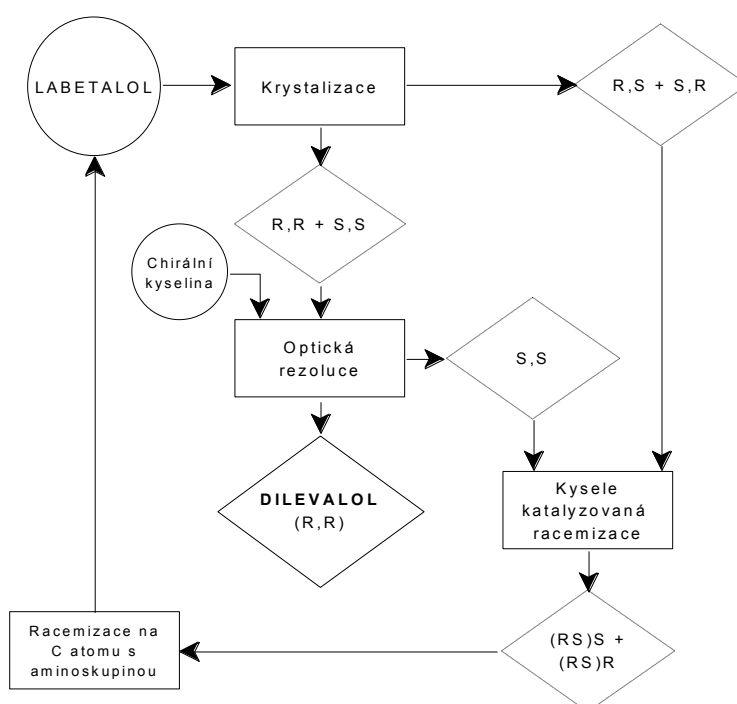 LABETALOL
Krystalizace
R,S + S,R
R,R + S,S
Chirální
kyselina
Optická
rezoluce
S,S
DILEVALOL
(R,R)
Kysele
katalyzovaná
racemizace
Racemizace na
C atomu s
aminoskupinou
(RS)S +
(RS)R